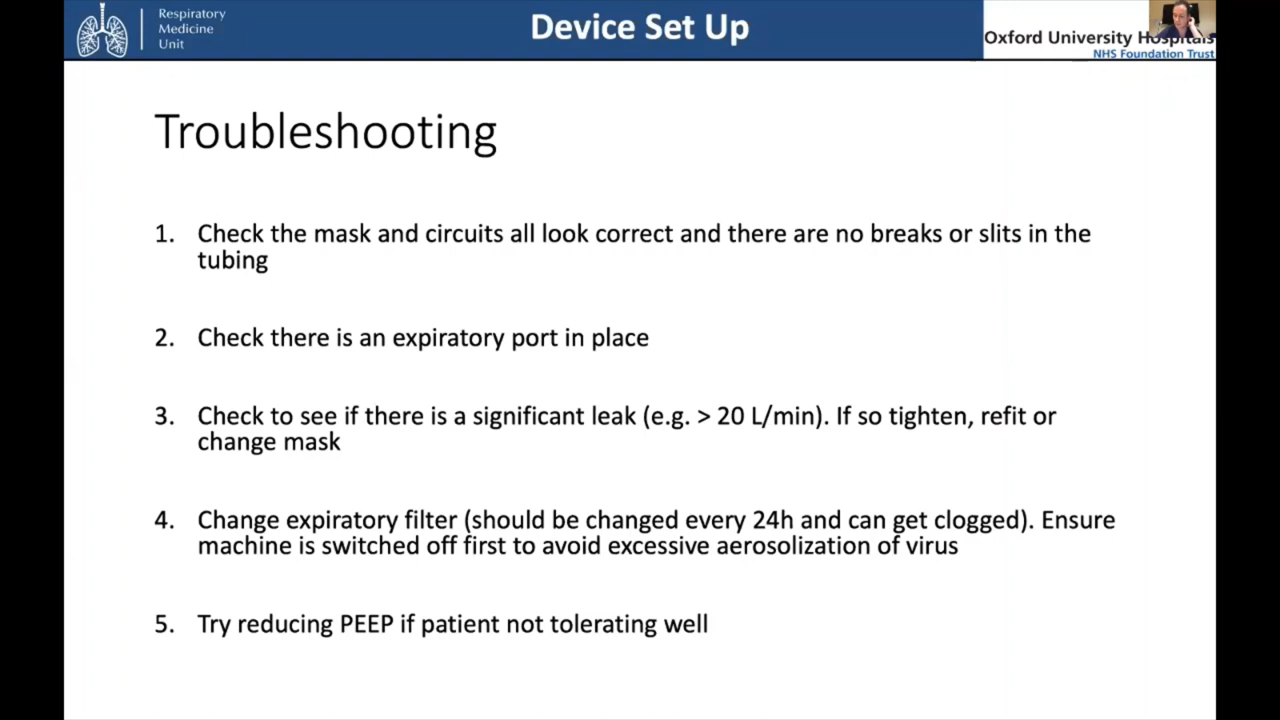 Respiratory
Medicine
Unit
Device Set Up
Oxford University Hospitals
NHS Foundation Trust
Troubleshooting
1. Check the mask and circuits all look correct and there are no breaks or slits in the
tubing
2. Check there is an expiratory port in place
3. Check to see if there is a significant leak (e.g. > 20 L/min). If so tighten, refit or
change mask
4. Change expiratory filter (should be changed every 24h and can get clogged). Ensure
machine is switched off first to avoid excessive aerosolization of virus
5. Try reducing PEEP if patient not tolerating well